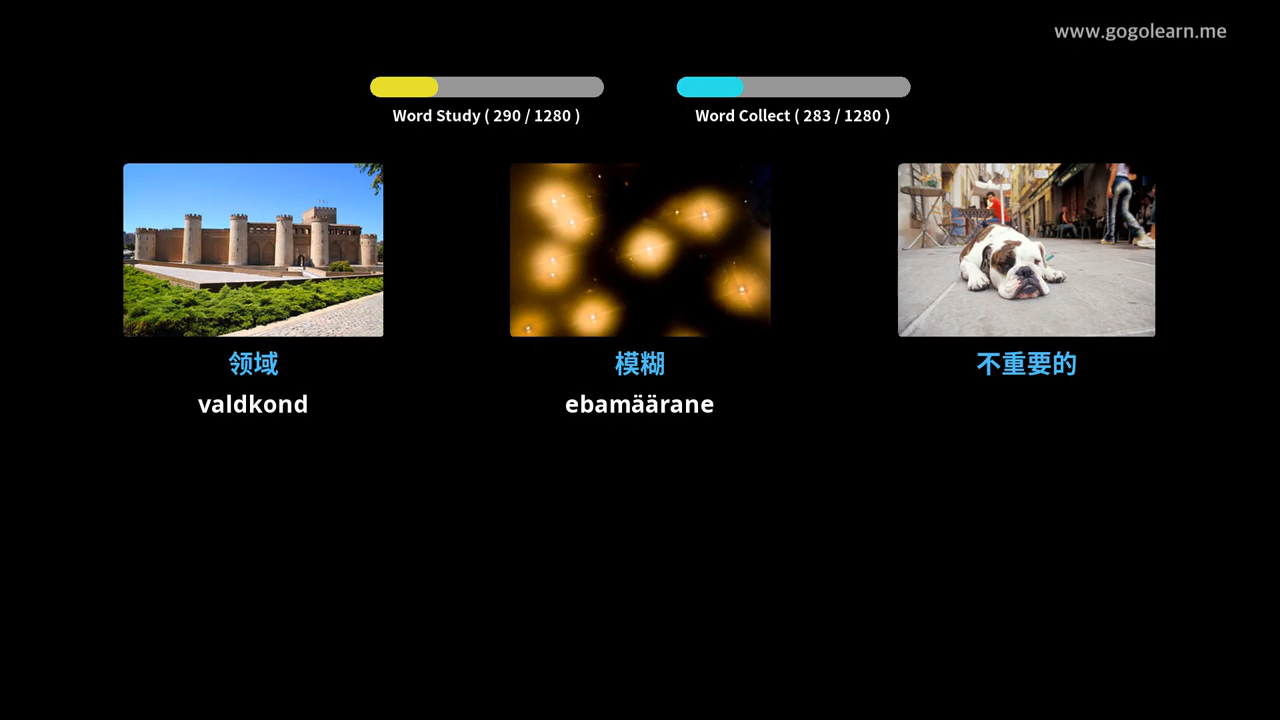 www.gogolearn.me
Word Study ( 290 / 1280 )
Word Collect ( 283 / 1280 )
领域
模糊
不重要的
valdkond
ebamäärane